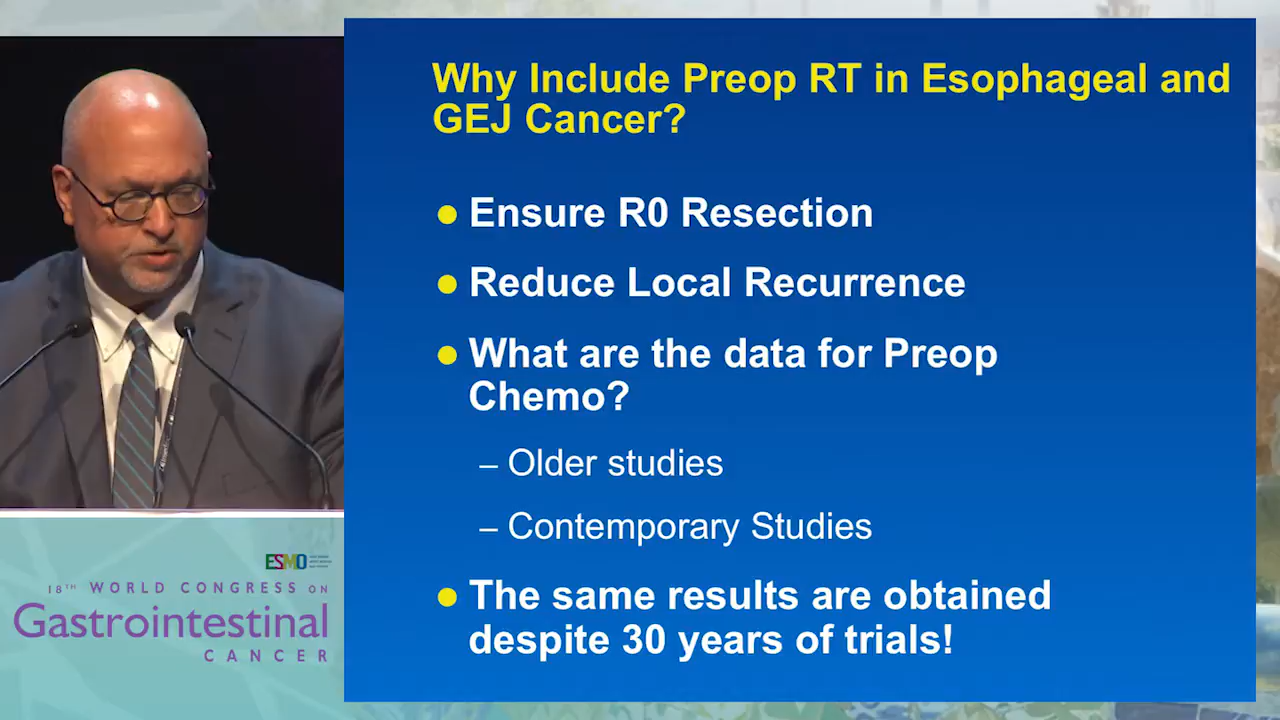 Why Include Preop RT in Esophageal and
GEJ Cancer?
● Ensure R0 Resection
● Reduce Local Recurrence
● What are the data for Preop
Chemo?
– Older studies
– Contemporary Studies
● The same results are obtained
despite 30 years of trials!
ESMO
18TH WORLD CONGRESS ON
Gastrointestinal
CANCER